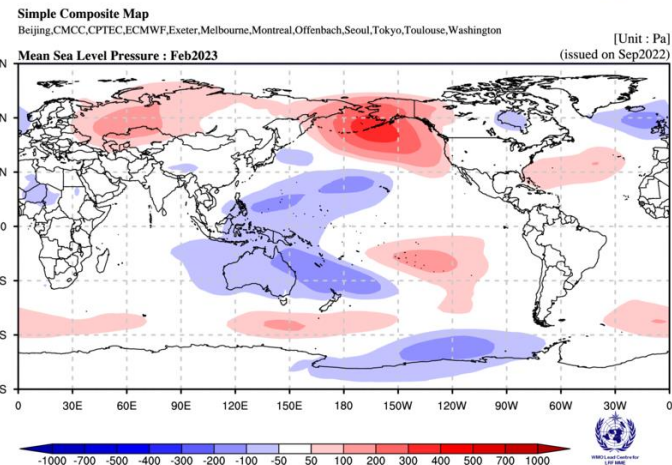 Simple Composite Map
Beijing,CMCC,CPTEC,ECMWF,Exeter,Melbourne,Montreal,Offenbach,Seoul,Tokyo,Toulouse,Washington
[Unit : Pa]
Mean Sea Level Pressure : Feb2023
(issued on Sep2022)
N
N
N
0
S
S
S
0 30E 60E 90E 120E 150E 180 150W 120W 90W 60W 30W 0
-1000 -700 -500 -400 -300 -200 -100 -50 50 100 200 300 400 500 700 1000
WMO Lead Centre for
LRF MME